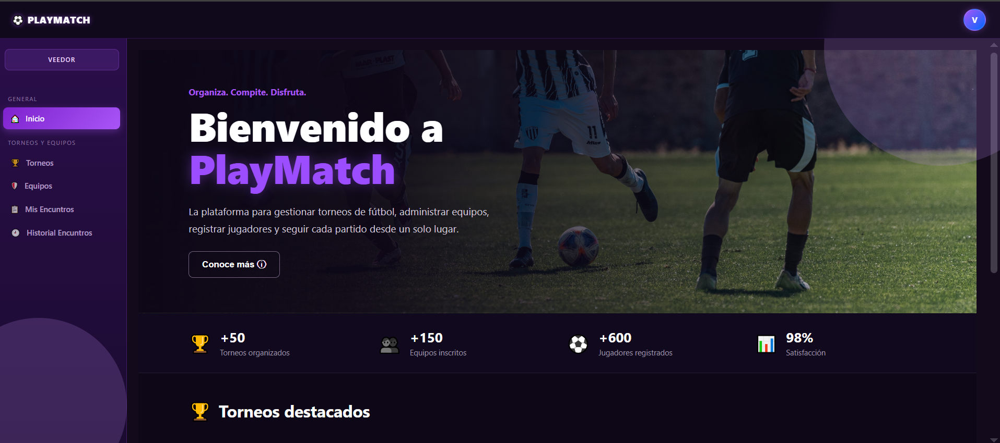 PLAYMATCH
V
VEEDOR
GENERAL
Inicio
TORNEOS Y EQUIPOS
Torneos
Equipos
Mis Encuntros
Historial Encuntros
Organiza. Compite. Disfruta.
Bienvenido a
PlayMatch
La plataforma para gestionar torneos de fútbol, administrar equipos,
registrar jugadores y seguir cada partido desde un solo lugar.
Conoce más ⓘ
11
Mitre
+50
Torneos organizados
+150
Equipos inscritos
+600
Jugadores registrados
98%
Satisfacción
Torneos destacados